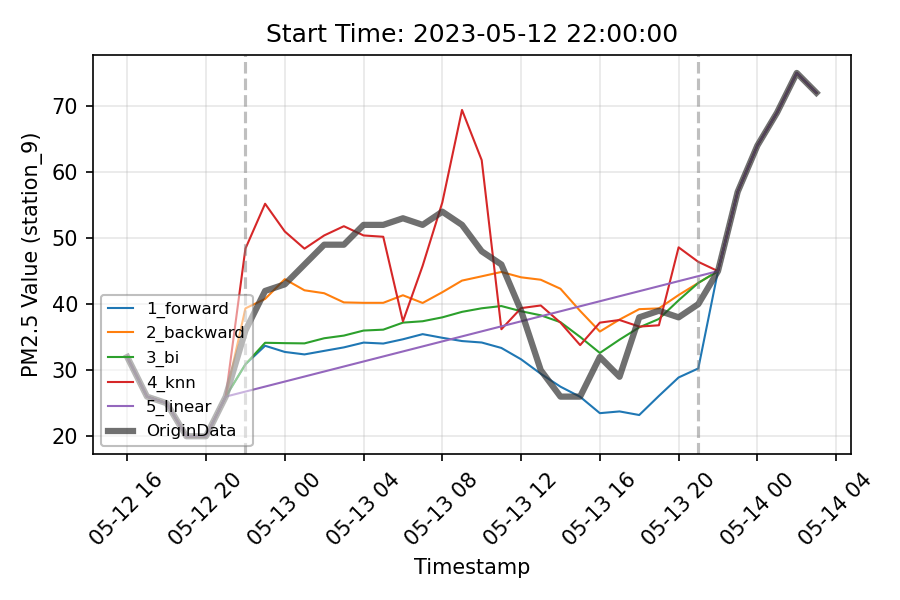 Start Time: 2023-05-12 22:00:00
PM2.5 Value (station_9)
70
60
50
40
30
20
1_forward
2_backward
3_bi
4_knn
5_linear
OriginData
05-12 16
05-12 20
05-13 00
05-13 04
05-13 08
05-13 12
05-13 16
05-13 20
05-14 00
05-14 04
Timestamp